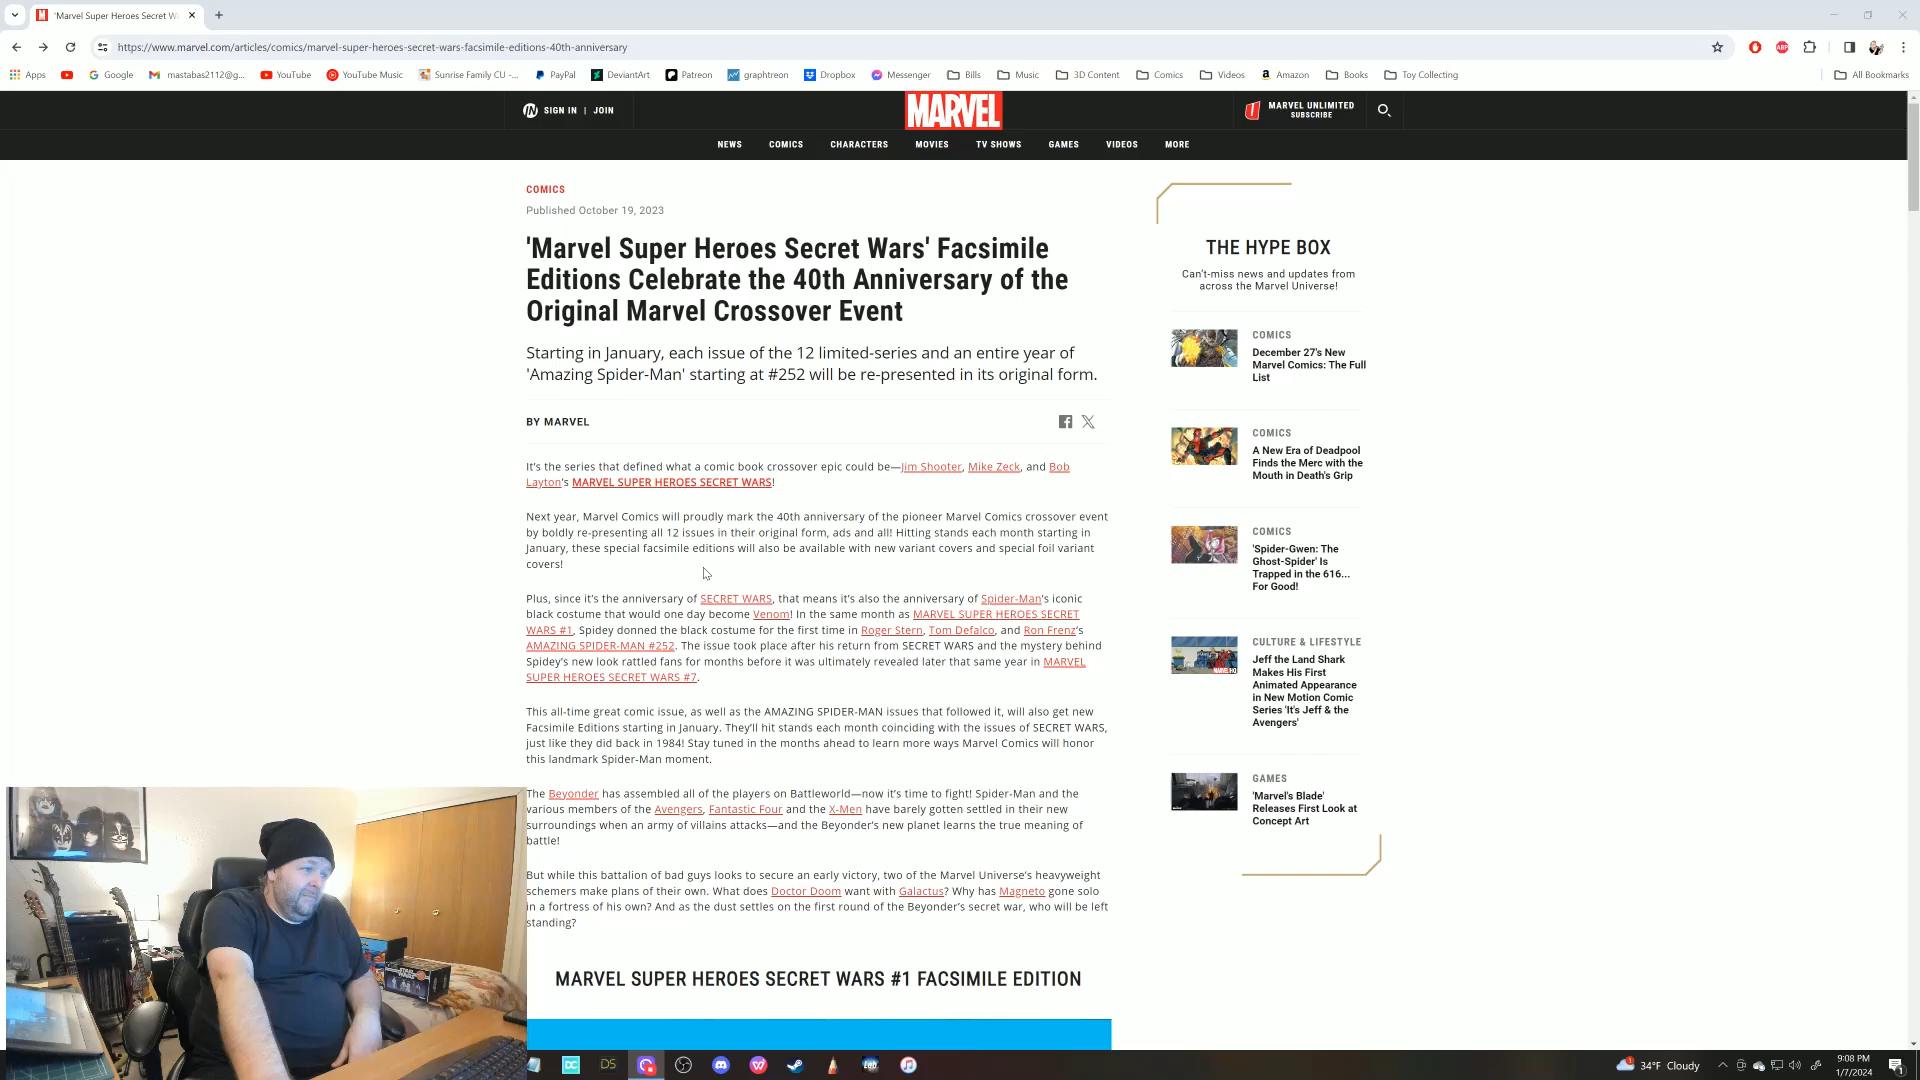 'Marvel Super Heroes Secret W
https://www.marvel.com/articles/comics/marvel-super-heroes-secret-wars-facsimile-editions-40th-anniversary
Apps
Google
mastabas2112@g...
YouTube
YouTube Music
Sunrise Family CU -...
PayPal
DeviantArt
Patreon
graphtreon
Dropbox
Messenger
Bills
Music
3D Content
Comics
Videos
Amazon
Books
Toy Collecting
All Bookmarks
SIGN IN | JOIN
MARVEL
MARVEL UNLIMITED
SUBSCRIBE
NEWS
COMICS
CHARACTERS
MOVIES
TV SHOWS
GAMES
VIDEOS
MORE
COMICS
Published October 19, 2023
'Marvel Super Heroes Secret Wars' Facsimile
Editions Celebrate the 40th Anniversary of the
Original Marvel Crossover Event
Starting in January, each issue of the 12 limited-series and an entire year of
'Amazing Spider-Man' starting at #252 will be re-presented in its original form.
BY MARVEL
It's the series that defined what a comic book crossover epic could be—Jim Shooter, Mike Zeck, and Bob
Layton's MARVEL SUPER HEROES SECRET WARS!
Next year, Marvel Comics will proudly mark the 40th anniversary of the pioneer Marvel Comics crossover event
by boldly re-presenting all 12 issues in their original form, ads and all! Hitting stands each month starting in
January, these special facsimile editions will also be available with new variant covers and special foil variant
covers!
Plus, since it's the anniversary of SECRET WARS, that means it's also the anniversary of Spider-Man's iconic
black costume that would one day become Venom! In the same month as MARVEL SUPER HEROES SECRET
WARS #1, Spidey donned the black costume for the first time in Roger Stern, Tom Defalco, and Ron Frenz's
AMAZING SPIDER-MAN #252. The issue took place after his return from SECRET WARS and the mystery behind
Spidey's new look rattled fans for months before it was ultimately revealed later that same year in MARVEL
SUPER HEROES SECRET WARS #7.
This all-time great comic issue, as well as the AMAZING SPIDER-MAN issues that followed it, will also get new
Facsimile Editions starting in January. They'll hit stands each month coinciding with the issues of SECRET WARS,
just like they did back in 1984! Stay tuned in the months ahead to learn more ways Marvel Comics will honor
this landmark Spider-Man moment.
The Beyonder has assembled all of the players on Battleworld—now it's time to fight! Spider-Man and the
various members of the Avengers, Fantastic Four and the X-Men have barely gotten settled in their new
surroundings when an army of villains attacks—and the Beyonder's new planet learns the true meaning of
battle!
But while this battalion of bad guys looks to secure an early victory, two of the Marvel Universe's heavyweight
schemers make plans of their own. What does Doctor Doom want with Galactus? Why has Magneto gone solo
in a fortress of his own? And as the dust settles on the first round of the Beyonder's secret war, who will be left
standing?
MARVEL SUPER HEROES SECRET WARS #1 FACSIMILE EDITION
THE HYPE BOX
Can't-miss news and updates from
across the Marvel Universe!
COMICS
December 27's New
Marvel Comics: The Full
List
COMICS
A New Era of Deadpool
Finds the Merc with the
Mouth in Death's Grip
COMICS
'Spider-Gwen: The
Ghost-Spider' Is
Trapped in the 616...
For Good!
CULTURE & LIFESTYLE
Jeff the Land Shark
Makes His First
Animated Appearance
in New Motion Comic
Series 'It's Jeff & the
Avengers'
GAMES
'Marvel's Blade'
Releases First Look at
Concept Art
STAR WARS
DS
34°F Cloudy
9:08 PM
1/7/2024